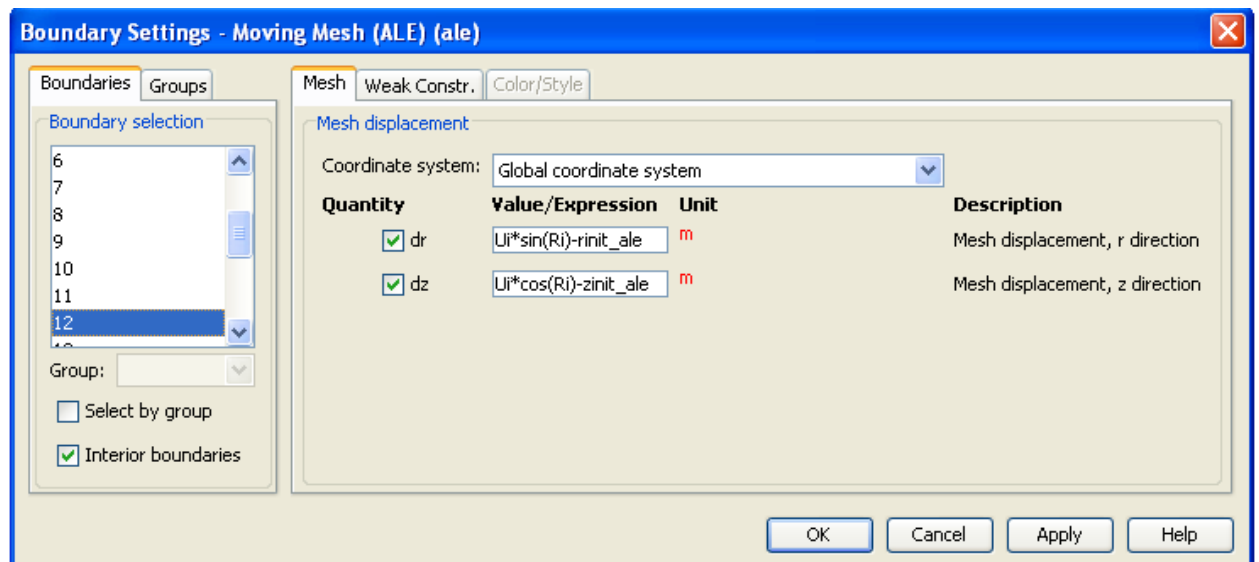 Boundary Settings - Moving Mesh (ALE) (ale)
Boundaries Groups
Boundary selection
6
7
8
9
10
11
12
Group:
Select by group
Interior boundaries
Mesh Weak Constr. Color/Style
Mesh displacement
Coordinate system: Global coordinate system
Quantity Value/Expression Unit Description
dr Ui*sin(Ri)-rinit_ale m Mesh displacement, r direction
dz Ui*cos(Ri)-zinit_ale m Mesh displacement, z direction
OK Cancel Apply Help